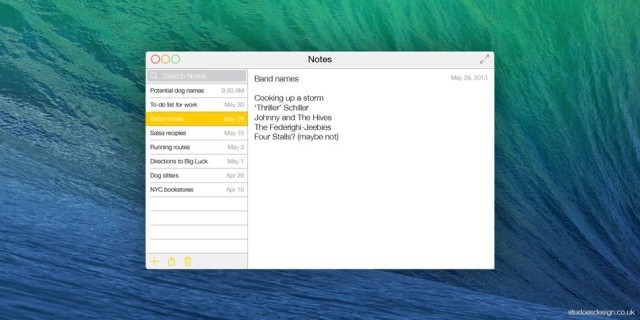 Notes
Search Notes
Potential dog names 9:30 AM
To-do list for work May 30
Band names May 29
Salsa recipies May 15
Running routes May 3
Directions to Big Luck May 1
Dog sitters Apr 29
NYC bookstores Apr 10
Band names May 29, 2013
Cooking up a storm
'Thriller' Schiller
Johnny and The Hives
The Federighi-Jeebies
Four Stalls? (maybe not)
studoesdesign.co.uk